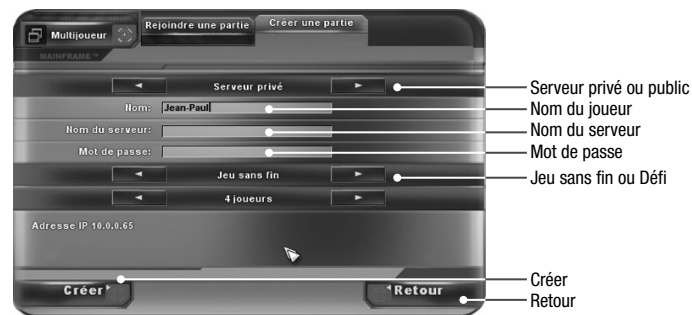 Multijoueur
Rejoindre une partie
Créer une partie
MAINFRAME™
Serveur privé
Serveur privé ou public
Nom: Jean-Paul
Nom du joueur
Nom du serveur:
Nom du serveur
Mot de passe:
Mot de passe
Jeu sans fin
Jeu sans fin ou Défi
4 joueurs
Adresse IP 10.0.0.65
Créer
Créer
Retour
Retour